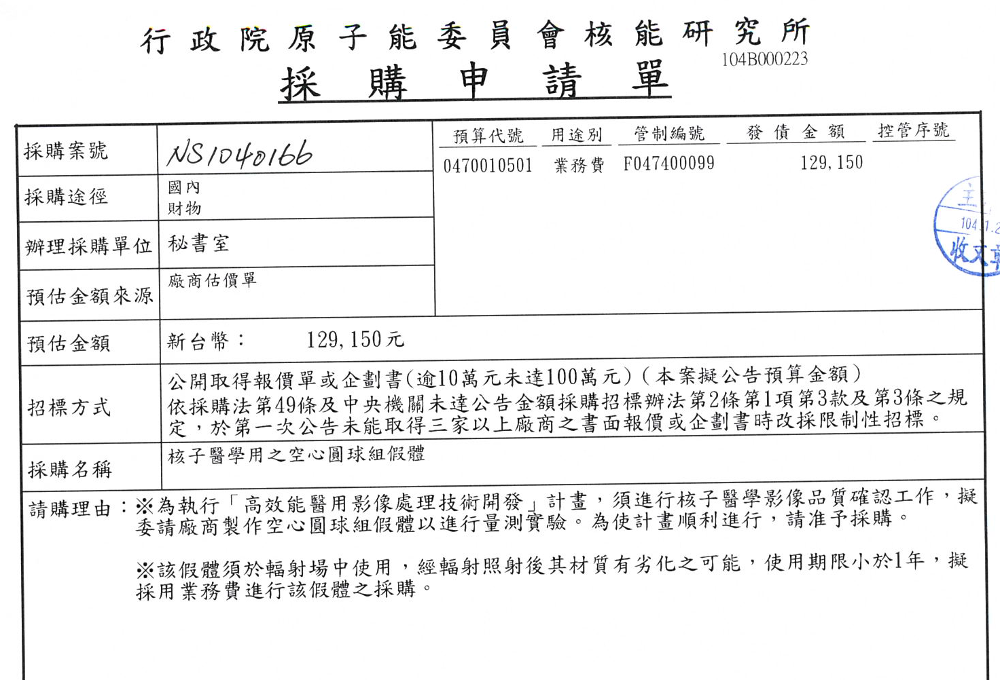 行政院原子能委員會核能研究所
104B000223
採購申請單
採購案號
NS1040166
預算代號 用途別 管制編號 發債金額 控管序號
0470010501 業務費 F047400099 129,150
採購途徑
國內
財物
辦理採購單位
秘書室
預估金額來源
廠商估價單
主
104.1.2
收文章
預估金額
新台幣： 129,150元
招標方式
公開取得報價單或企劃書(逾10萬元未達100萬元)(本案擬公告預算金額)
依採購法第49條及中央機關未達公告金額採購招標辦法第2條第1項第3款及第3條之規
定，於第一次公告未能取得三家以上廠商之書面報價或企劃書時改採限制性招標。
採購名稱
核子醫學用之空心圓球組假體
請購理由：※為執行「高效能醫用影像處理技術開發」計畫，須進行核子醫學影像品質確認工作，擬
委請廠商製作空心圓球組假體以進行量測實驗。為使計畫順利進行，請准予採購。
※該假體須於輻射場中使用，經輻射照射後其材質有劣化之可能，使用期限小於1年，擬
採用業務費進行該假體之採購。